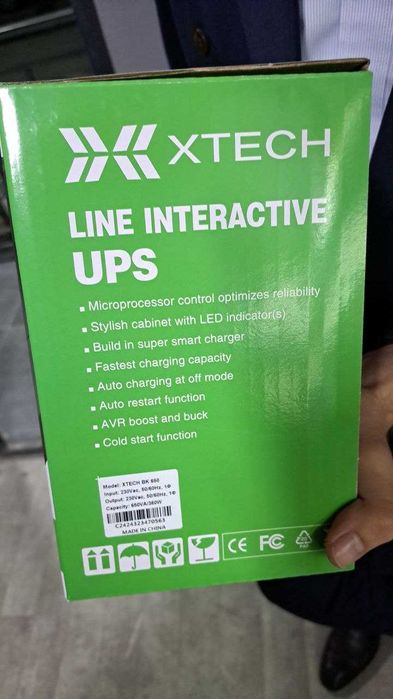 XTECH
LINE INTERACTIVE
UPS
▪ Microprocessor control optimizes reliability
▪ Stylish cabinet with LED indicator(s)
▪ Build in super smart charger
▪ Fastest charging capacity
▪ Auto charging at off mode
▪ Auto restart function
▪ AVR boost and buck
▪ Cold start function
Model: XTECH BK 650
Input: 230Vac, 50/60Hz, 1Φ
Output: 230Vac, 50/60Hz, 1Φ
Capacity: 650VA/360W
C2424323470563
MADE IN CHINA
CE FC
PAP